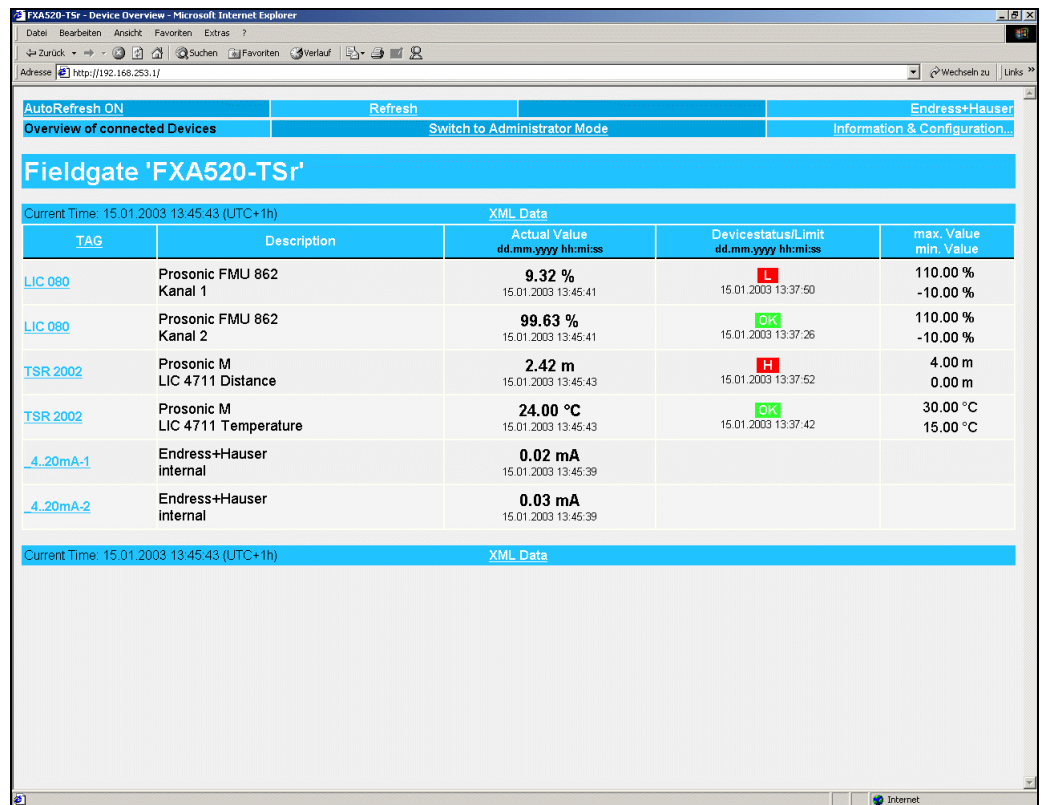 FXA520-TSr - Device Overview - Microsoft Internet Explorer
Datei Bearbeiten Ansicht Favoriten Extras ?
Zurück Suchen Favoriten Verlauf
Adresse http://192.168.253.1/ Wechseln zu Links »
AutoRefresh ON Refresh Endress+Hauser
Overview of connected Devices Switch to Administrator Mode Information & Configuration...
Fieldgate 'FXA520-TSr'
Current Time: 15.01.2003 13:45:43 (UTC+1h) XML Data
TAG Description Actual Value Devicestatus/Limit max. Value
dd.mm.yyyy hh:mi:ss dd.mm.yyyy hh:mi:ss min. Value
LIC 080 Prosonic FMU 862 9.32 % L 110.00 %
Kanal 1 15.01.2003 13:45:41 15.01.2003 13:37:50 -10.00 %
LIC 080 Prosonic FMU 862 99.63 % OK 110.00 %
Kanal 2 15.01.2003 13:45:41 15.01.2003 13:37:26 -10.00 %
TSR 2002 Prosonic M 2.42 m H 4.00 m
LIC 4711 Distance 15.01.2003 13:45:43 15.01.2003 13:37:52 0.00 m
TSR 2002 Prosonic M 24.00 °C OK 30.00 °C
LIC 4711 Temperature 15.01.2003 13:45:43 15.01.2003 13:37:42 15.00 °C
_4..20mA-1 Endress+Hauser 0.02 mA
internal 15.01.2003 13:45:39
_4..20mA-2 Endress+Hauser 0.03 mA
internal 15.01.2003 13:45:39
Current Time: 15.01.2003 13:45:43 (UTC+1h) XML Data
Internet